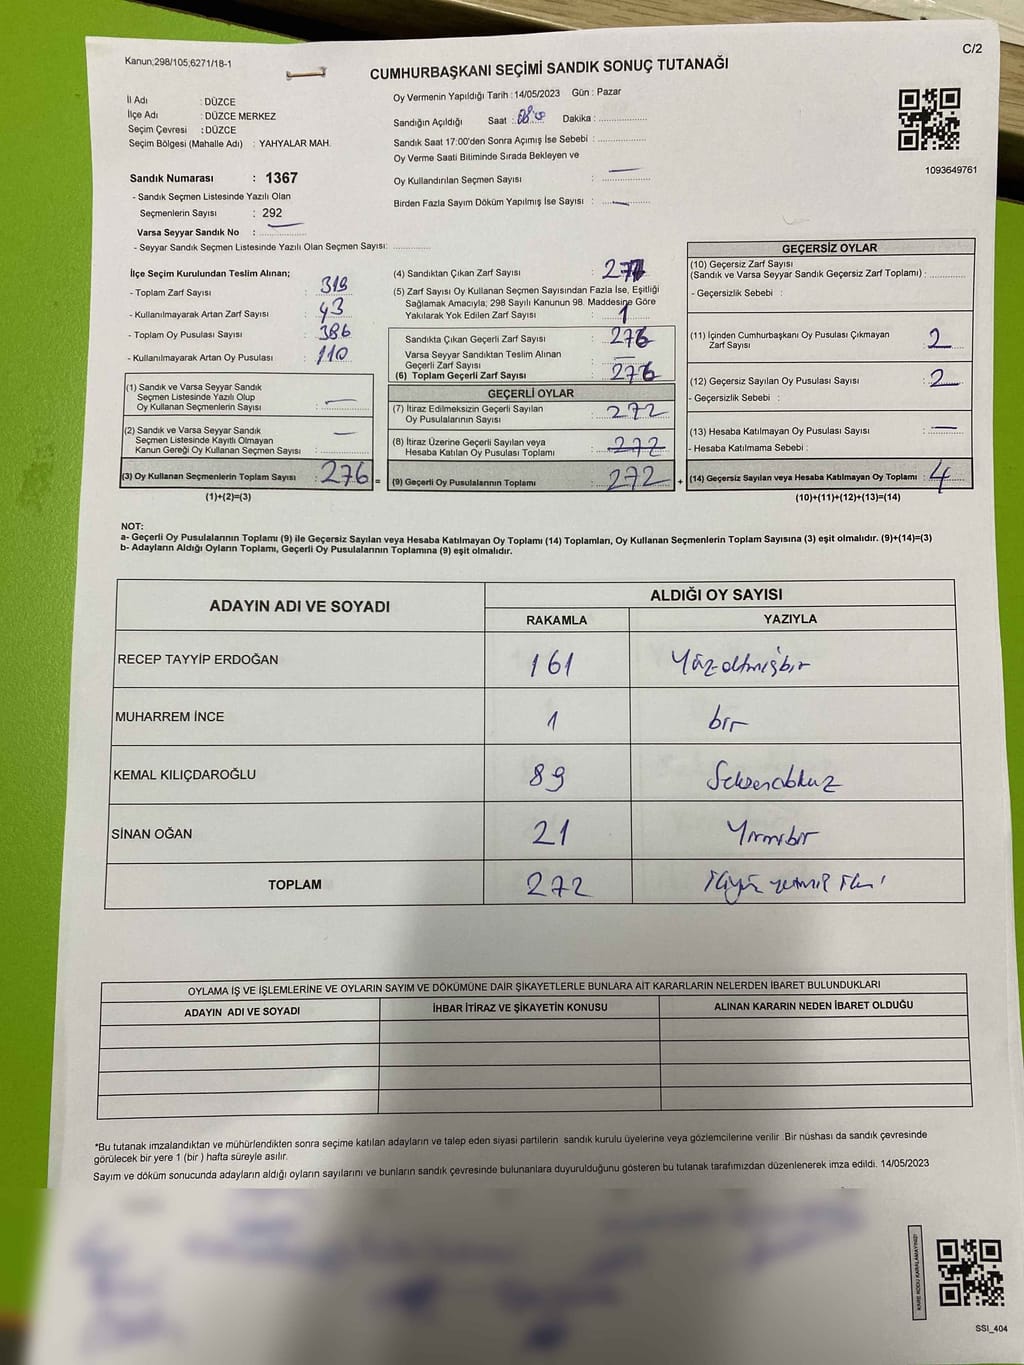 Kanun;298/105,6271/18-1
C/2
CUMHURBAŞKANI SEÇİMİ SANDIK SONUÇ TUTANAĞI
İl Adı : DÜZCE
İlçe Adı : DÜZCE MERKEZ
Seçim Çevresi : DÜZCE
Seçim Bölgesi (Mahalle Adı) : YAHYALAR MAH.
Sandık Numarası : 1367
- Sandık Seçmen Listesinde Yazılı Olan
Seçmenlerin Sayısı : 292
Varsa Seyyar Sandık No :
- Seyyar Sandık Seçmen Listesinde Yazılı Olan Seçmen Sayısı:
Oy Vermenin Yapıldığı Tarih : 14/05/2023 Gün : Pazar
Sandığın Açıldığı Saat : 08:00 Dakika :
Sandık Saat 17:00'den Sonra Açımış İse Sebebi :
Oy Verme Saati Bitiminde Sırada Bekleyen ve
Oy Kullandırılan Seçmen Sayısı : —
Birden Fazla Sayım Döküm Yapılmış İse Sayısı : —
1093649761
İlçe Seçim Kurulundan Teslim Alınan;
- Toplam Zarf Sayısı : 319
- Kullanılmayarak Artan Zarf Sayısı : 43
- Toplam Oy Pusulası Sayısı : 386
- Kullanılmayarak Artan Oy Pusulası : 110
(1) Sandık ve Varsa Seyyar Sandık
Seçmen Listesinde Yazılı Olup
Oy Kullanan Seçmenlerin Sayısı : —
(2) Sandık ve Varsa Seyyar Sandık
Seçmen Listesinde Kayıtlı Olmayan
Kanun Gereği Oy Kullanan Seçmen Sayısı : —
(3) Oy Kullanan Seçmenlerin Toplam Sayısı : 276 =
(1)+(2)=(3)
(4) Sandıktan Çıkan Zarf Sayısı : 277
(5) Zarf Sayısı Oy Kullanan Seçmen Sayısından Fazla İse, Eşitliği
Sağlamak Amacıyla; 298 Sayılı Kanunun 98. Maddesine Göre
Yakılarak Yok Edilen Zarf Sayısı : 1
Sandıkta Çıkan Geçerli Zarf Sayısı : 276
Varsa Seyyar Sandıktan Teslim Alınan
Geçerli Zarf Sayısı : —
(6) Toplam Geçerli Zarf Sayısı : 276
GEÇERLİ OYLAR
(7) İtiraz Edilmeksizin Geçerli Sayılan
Oy Pusulalarının Sayısı : 272
(8) İtiraz Üzerine Geçerli Sayılan veya
Hesaba Katılan Oy Pusulası Toplamı : 272
(9) Geçerli Oy Pusulalarının Toplamı : 272 +
GEÇERSİZ OYLAR
(10) Geçersiz Zarf Sayısı
(Sandık ve Varsa Seyyar Sandık Geçersiz Zarf Toplamı) :
- Geçersizlik Sebebi :
(11) İçinden Cumhurbaşkanı Oy Pusulası Çıkmayan
Zarf Sayısı : 2
(12) Geçersiz Sayılan Oy Pusulası Sayısı : 2
- Geçersizlik Sebebi :
(13) Hesaba Katılmayan Oy Pusulası Sayısı : —
- Hesaba Katılmama Sebebi :
(14) Geçersiz Sayılan veya Hesaba Katılmayan Oy Toplamı : 4
(10)+(11)+(12)+(13)=(14)
NOT:
a- Geçerli Oy Pusulalarının Toplamı (9) ile Geçersiz Sayılan veya Hesaba Katılmayan Oy Toplamı (14) Toplamları, Oy Kullanan Seçmenlerin Toplam Sayısına (3) eşit olmalıdır. (9)+(14)=(3)
b- Adayların Aldığı Oyların Toplamı, Geçerli Oy Pusulalarının Toplamına (9) eşit olmalıdır.
ADAYIN ADI VE SOYADI ALDIĞI OY SAYISI
RAKAMLA YAZIYLA
RECEP TAYYİP ERDOĞAN 161 Yüzaltmışbir
MUHARREM İNCE 1 bir
KEMAL KILIÇDAROĞLU 89 Seksendokuz
SİNAN OĞAN 21 Yirmibir
TOPLAM 272 İkiyüz yetmiş iki
OYLAMA İŞ VE İŞLEMLERİNE VE OYLARIN SAYIM VE DÖKÜMÜNE DAİR ŞİKAYETLERLE BUNLARA AİT KARARLARIN NELERDEN İBARET BULUNDUKLARI
ADAYIN ADI VE SOYADI İHBAR İTİRAZ VE ŞİKAYETİN KONUSU ALINAN KARARIN NEDEN İBARET OLDUĞU
*Bu tutanak imzalandıktan ve mühürlendikten sonra seçime katılan adayların ve talep eden siyasi partilerin sandık kurulu üyelerine veya gözlemcilerine verilir .Bir nüshası da sandık çevresinde
görülecek bir yere 1 (bir ) hafta süreyle asılır.
Sayım ve döküm sonucunda adayların aldığı oyların sayılarını ve bunların sandık çevresinde bulunanlara duyurulduğunu gösteren bu tutanak tarafımızdan düzenlenerek imza edildi. 14/05/2023
KARE KODU KARALAMAYINIZ!
SSI_404